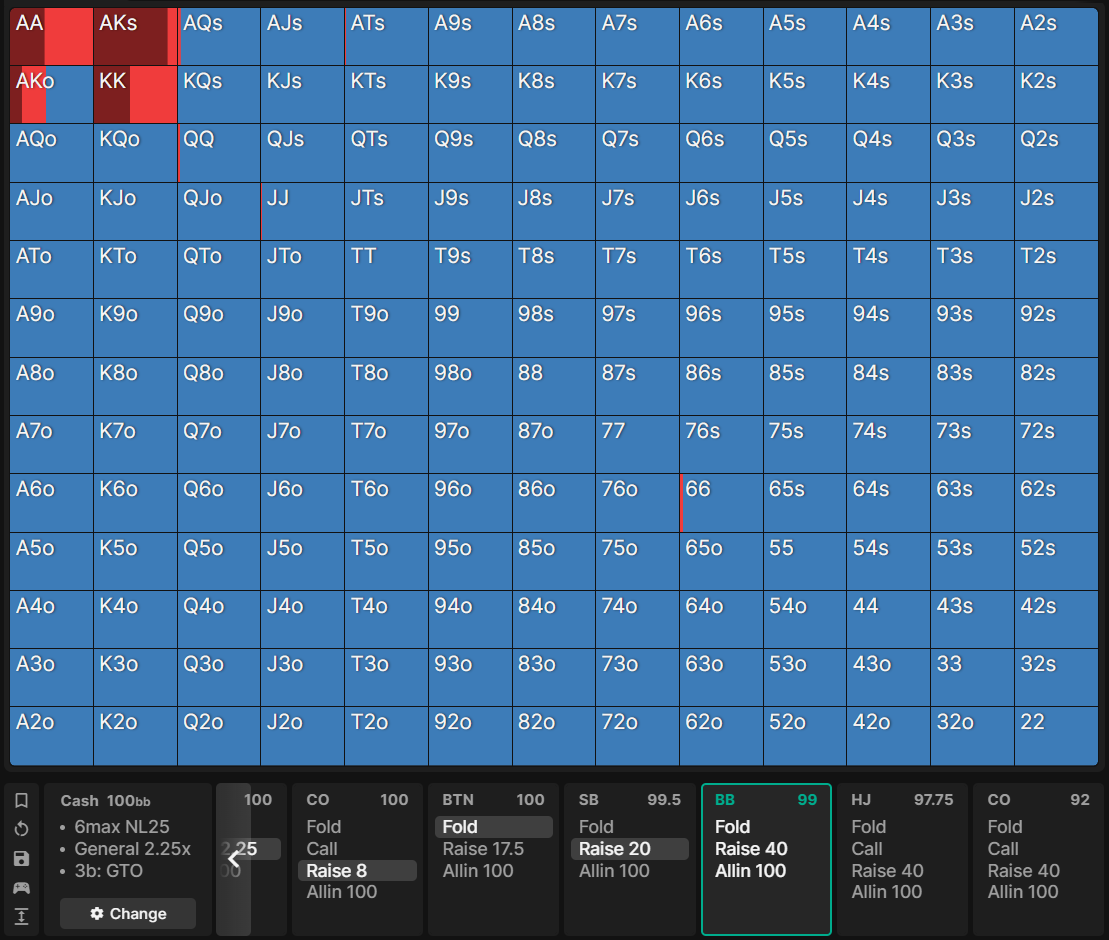 AA AKs AQs AJs ATs A9s A8s A7s A6s A5s A4s A3s A2s
AKo KK KQs KJs KTs K9s K8s K7s K6s K5s K4s K3s K2s
AQo KQo QQ QJs QTs Q9s Q8s Q7s Q6s Q5s Q4s Q3s Q2s
AJo KJo QJo JJ JTs J9s J8s J7s J6s J5s J4s J3s J2s
ATo KTo QTo JTo TT T9s T8s T7s T6s T5s T4s T3s T2s
A9o K9o Q9o J9o T9o 99 98s 97s 96s 95s 94s 93s 92s
A8o K8o Q8o J8o T8o 98o 88 87s 86s 85s 84s 83s 82s
A7o K7o Q7o J7o T7o 97o 87o 77 76s 75s 74s 73s 72s
A6o K6o Q6o J6o T6o 96o 86o 76o 66 65s 64s 63s 62s
A5o K5o Q5o J5o T5o 95o 85o 75o 65o 55 54s 53s 52s
A4o K4o Q4o J4o T4o 94o 84o 74o 64o 54o 44 43s 42s
A3o K3o Q3o J3o T3o 93o 83o 73o 63o 53o 43o 33 32s
A2o K2o Q2o J2o T2o 92o 82o 72o 62o 52o 42o 32o 22
Cash 100bb
• 6max NL25
• General 2.25x
• 3b: GTO
Change
100
2.25
00
CO 100
Fold
Call
Raise 8
Allin 100
BTN 100
Fold
Raise 17.5
Allin 100
SB 99.5
Fold
Raise 20
Allin 100
BB 99
Fold
Raise 40
Allin 100
HJ 97.75
Fold
Call
Raise 40
Allin 100
CO 92
Fold
Call
Raise 40
Allin 100